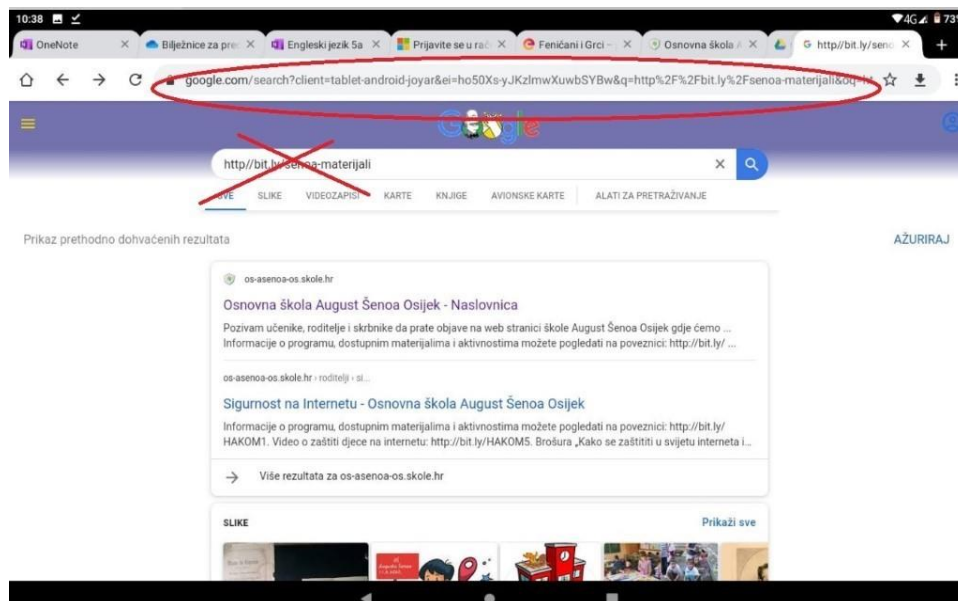 10:38 4G 73%
OneNote Bilježnice za pre Engleski jezik 5a Prijavite se u rač Feničani i Grci - Osnovna škola A http//bit.ly/seno
google.com/search?client=tablet-android-joyar&ei=ho50Xs-yJKzlmwXuwbSYBw&q=http%2F%2Fbit.ly%2Fsenoa-materijali&oq=ht
Google
http//bit.ly/senoa-materijali
SVE SLIKE VIDEOZAPISI KARTE KNJIGE AVIONSKE KARTE ALATI ZA PRETRAŽIVANJE
Prikaz prethodno dohvaćenih rezultata AŽURIRAJ
os-asenoa-os.skole.hr
Osnovna škola August Šenoa Osijek - Naslovnica
Pozivam učenike, roditelje i skrbnike da prate objave na web stranici škole August Šenoa Osijek gdje ćemo ...
Informacije o programu, dostupnim materijalima i aktivnostima možete pogledati na poveznici: http://bit.ly/ ...
os-asenoa-os.skole.hr › roditelji › si...
Sigurnost na Internetu - Osnovna škola August Šenoa Osijek
Informacije o programu, dostupnim materijalima i aktivnostima možete pogledati na poveznici: http://bit.ly/
HAKOM1. Video o zaštiti djece na internetu: http://bit.ly/HAKOM5. Brošura „Kako se zaštititi u svijetu interneta i...
Više rezultata za os-asenoa-os.skole.hr
SLIKE Prikaži sve